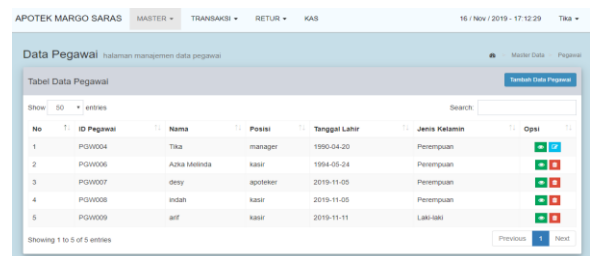 APOTEK MARGO SARAS MASTER TRANSAKSI RETUR KAS 16 / Nov / 2019 - 17:12:29 Tika
Data Pegawai halaman manajemen data pegawai Master Data Pegawai
Tabel Data Pegawai Tambah Data Pegawai
Show 50 entries Search:
No ID Pegawai Nama Posisi Tanggal Lahir Jenis Kelamin Opsi
1 PGW004 Tika manager 1990-04-20 Perempuan
2 PGW006 Azka Melinda kasir 1994-05-24 Perempuan
3 PGW007 desy apoteker 2019-11-05 Perempuan
4 PGW008 indah kasir 2019-11-05 Perempuan
5 PGW009 arif kasir 2019-11-11 Laki-laki
Showing 1 to 5 of 5 entries Previous 1 Next